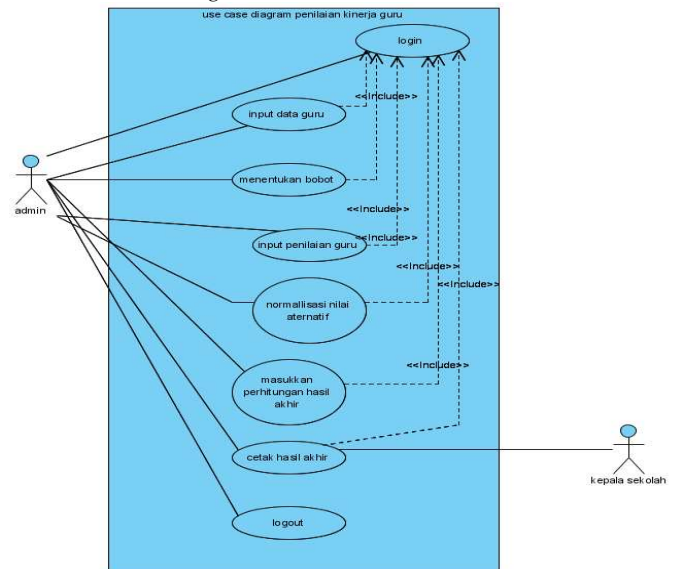 use case diagram penilaian kinerja guru
login
<<Include>>
input data guru
menentukan bobot
admin
<<Include>>
input penilaian guru
<<Include>>
<<Include>>
<<Include>>
normallisasi nilai
aternatif
<<Include>>
masukkan
perhitungan hasil
akhir
cetak hasil akhir
kepala sekolah
logout